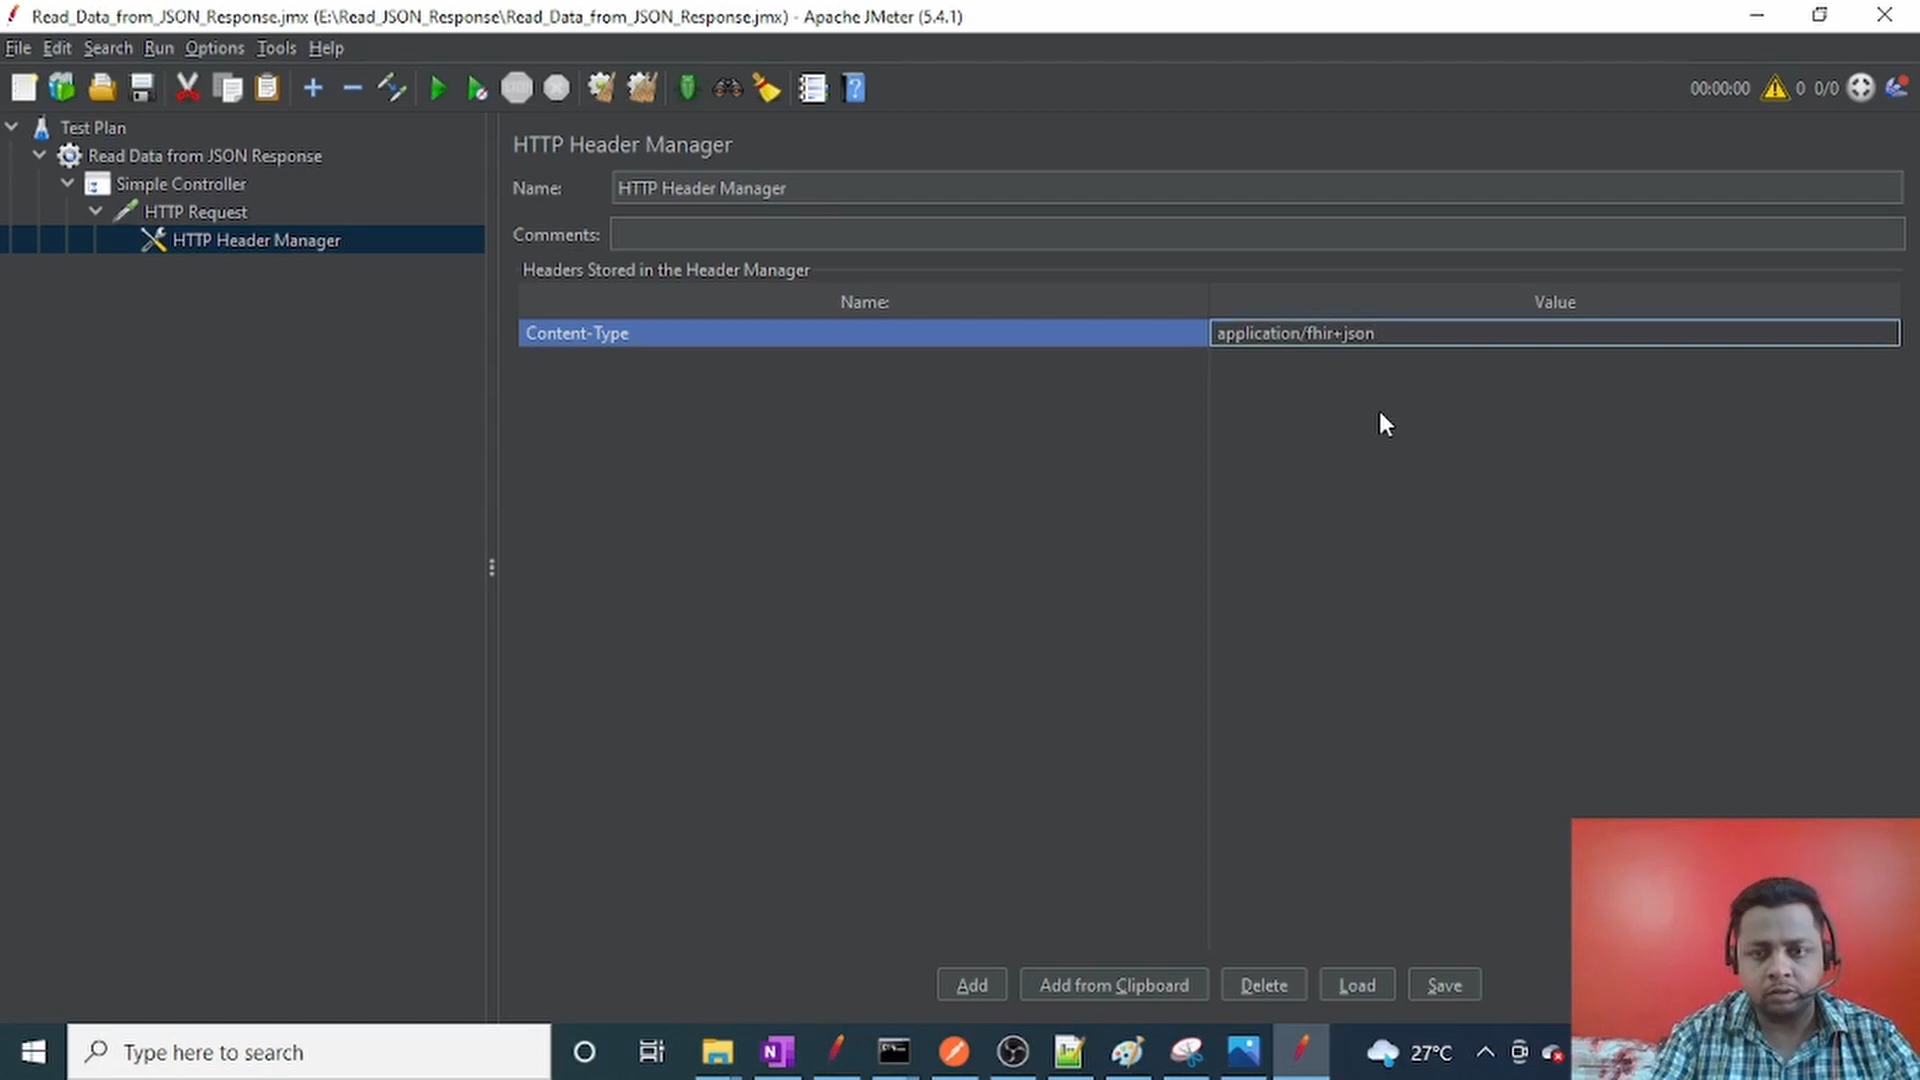 Read_Data_from_JSON_Response.jmx (E:\Read_JSON_Response\Read_Data_from_JSON_Response.jmx) - Apache JMeter (5.4.1)
File Edit Search Run Options Tools Help
00:00:00 0 0/0
Test Plan
Read Data from JSON Response
Simple Controller
HTTP Request
HTTP Header Manager
HTTP Header Manager
Name: HTTP Header Manager
Comments:
Headers Stored in the Header Manager
Name: Value
Content-Type application/fhir+json
Add Add from Clipboard Delete Load Save
Type here to search
27°C